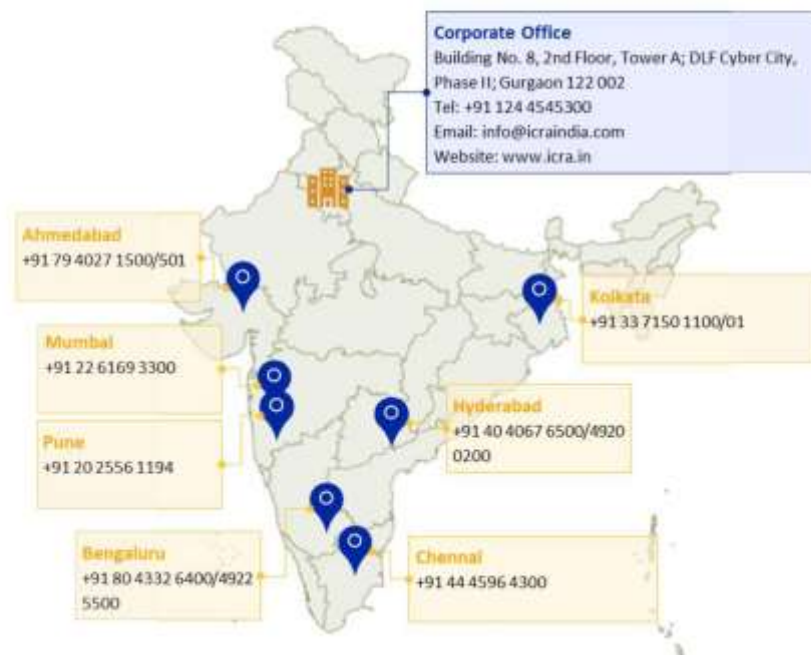 Corporate Office
Building No. 8, 2nd Floor, Tower A; DLF Cyber City,
Phase II; Gurgaon 122 002
Tel: +91 124 4545300
Email: info@icraindia.com
Website: www.icra.in
Ahmedabad
+91 79 4027 1500/501
Kolkata
+91 33 7150 1100/01
Mumbai
+91 22 6169 3300
Hyderabad
+91 40 4067 6500/4920
0200
Pune
+91 20 2556 1194
Bengaluru
+91 80 4332 6400/4922
5500
Chennai
+91 44 4596 4300